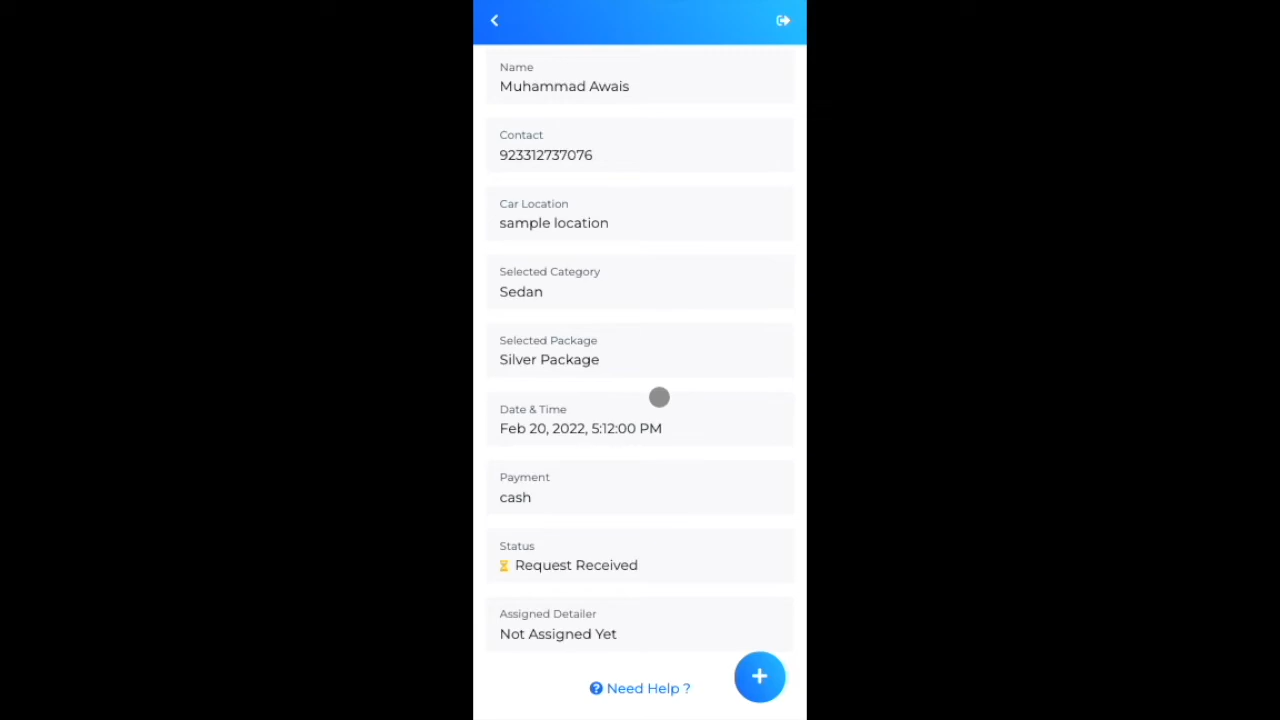 Name
Muhammad Awais
Contact
923312737076
Car Location
sample location
Selected Category
Sedan
Selected Package
Silver Package
Date & Time
Feb 20, 2022, 5:12:00 PM
Payment
cash
Status
⏳ Request Received
Assigned Detailer
Not Assigned Yet
Need Help ?